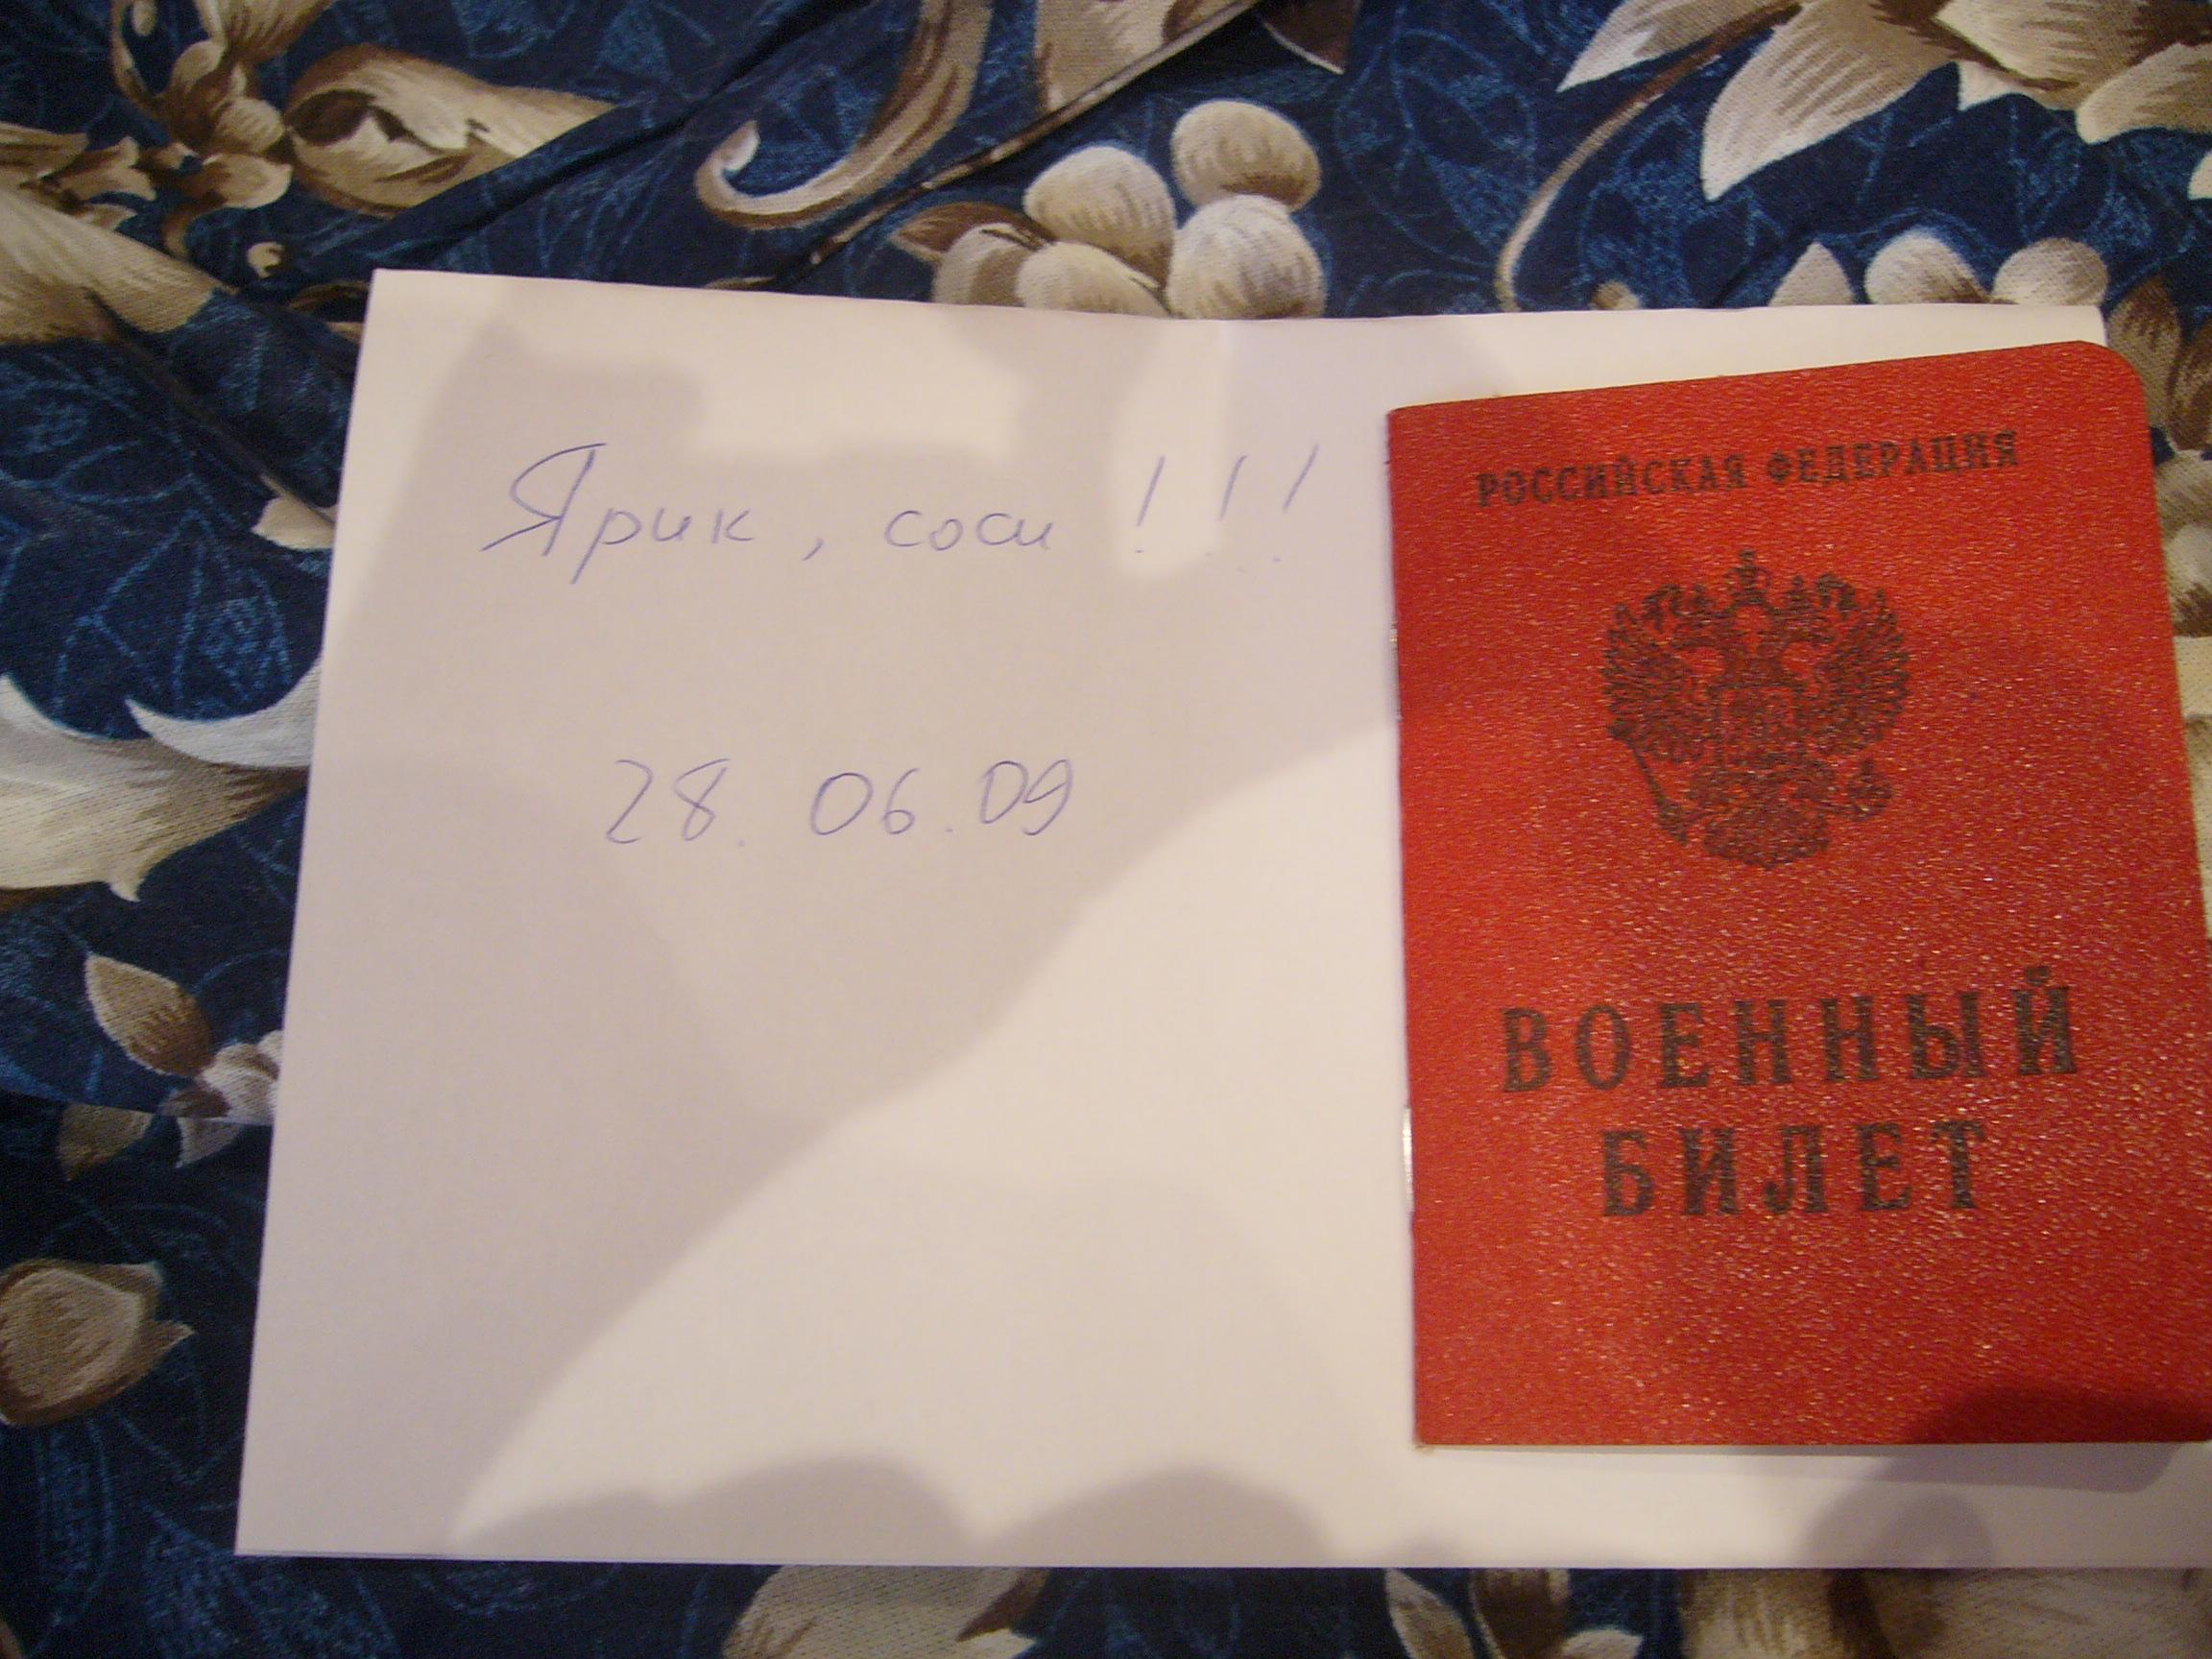 Ярик, соси !!!
28.06.09
РОССИЙСКАЯ ФЕДЕРАЦИЯ
ВОЕННЫЙ
БИЛЕТ